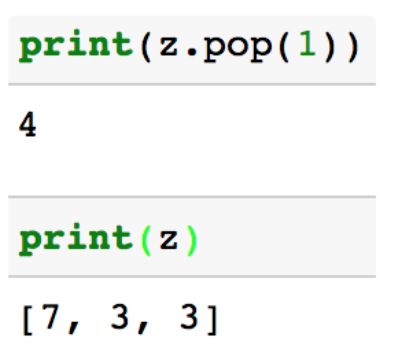 print(z.pop(1))
4
print(z)
[7, 3, 3]